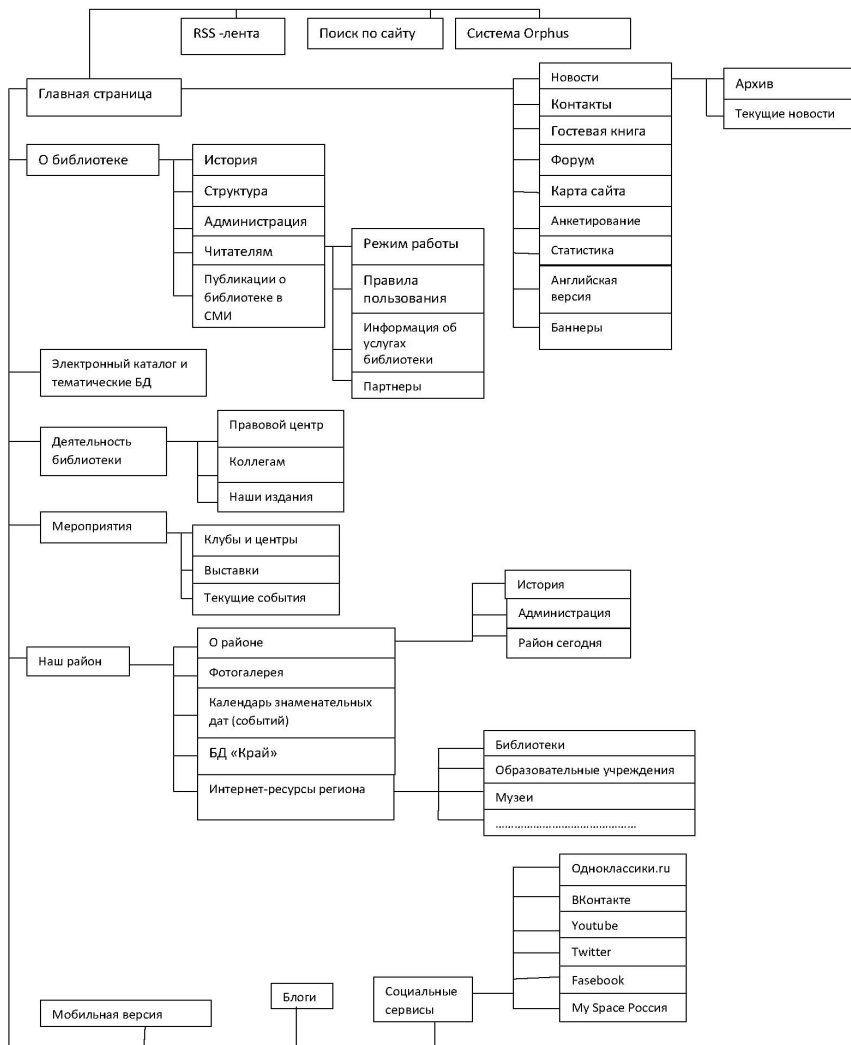 RSS -лента
Поиск по сайту
Система Orphus
Главная страница
Новости
Контакты
Гостевая книга
Форум
Карта сайта
Анкетирование
Статистика
Английская
версия
Баннеры
Архив
Текущие новости
О библиотеке
История
Структура
Администрация
Читателям
Публикации о
библиотеке в
СМИ
Режим работы
Правила
пользования
Информация об
услугах
библиотеки
Партнеры
Электронный каталог и
тематические БД
Деятельность
библиотеки
Правовой центр
Коллегам
Наши издания
Мероприятия
Клубы и центры
Выставки
Текущие события
Наш район
О районе
Фотогалерея
Календарь знаменательных
дат (событий)
БД «Край»
Интернет-ресурсы региона
История
Администрация
Район сегодня
Библиотеки
Образовательные учреждения
Музеи
………………………………………
Мобильная версия
Блоги
Социальные
сервисы
Одноклассики.ru
ВКонтакте
Youtube
Twitter
Fasebook
My Space Россия